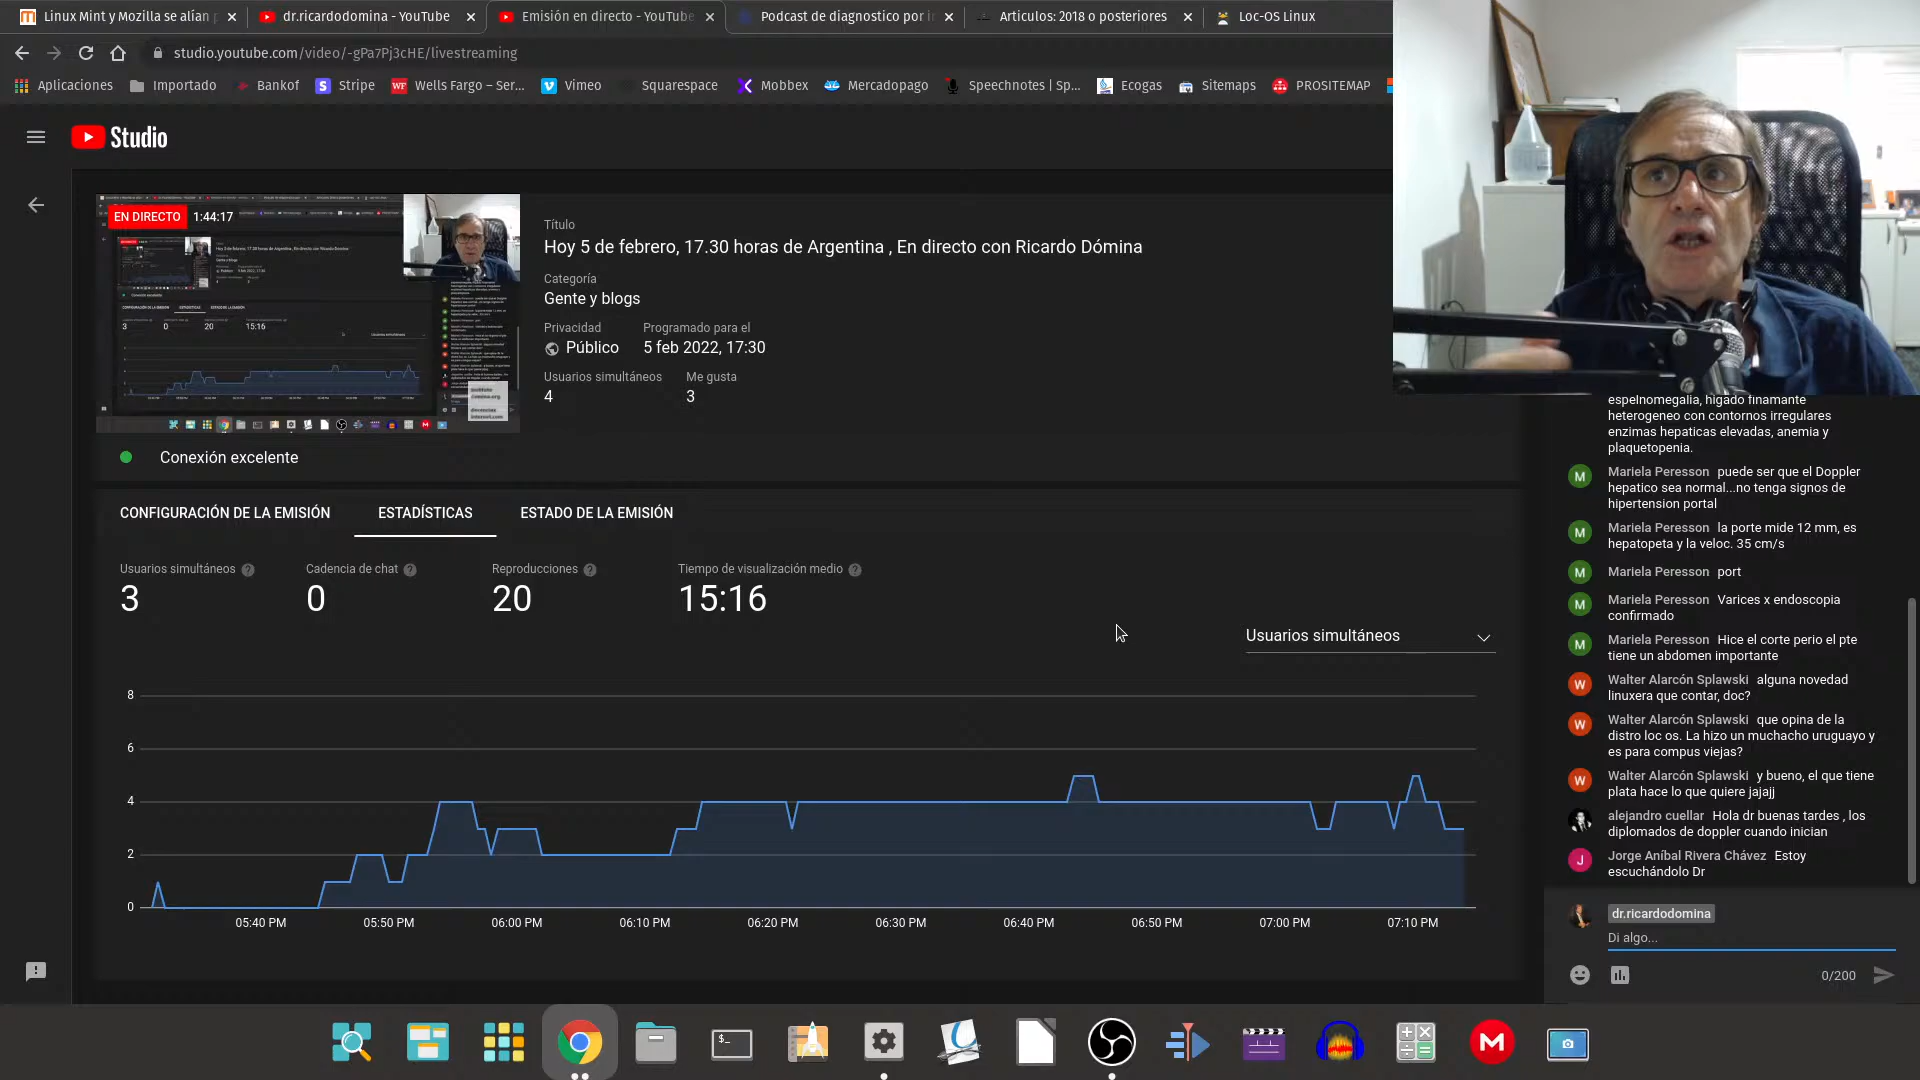 Linux Mint y Mozilla se alían
dr.ricardodomina - YouTube
Emisión en directo - YouTube
Podcast de diagnostico por i
Articulos: 2018 o posteriores
Loc-OS Linux
studio.youtube.com/video/-gPa7Pj3cHE/livestreaming
Aplicaciones
Importado
Bankof
Stripe
Wells Fargo – Ser...
Vimeo
Squarespace
Mobbex
Mercadopago
Speechnotes | Sp...
Ecogas
Sitemaps
PROSITEMAP
Studio
EN DIRECTO 1:44:17
Título
Hoy 5 de febrero, 17.30 horas de Argentina , En directo con Ricardo Dómina
Categoría
Gente y blogs
Privacidad
Público
Programado para el
5 feb 2022, 17:30
Usuarios simultáneos
4
Me gusta
3
Conexión excelente
CONFIGURACIÓN DE LA EMISIÓN
ESTADÍSTICAS
ESTADO DE LA EMISIÓN
Usuarios simultáneos
3
Cadencia de chat
0
Reproducciones
20
Tiempo de visualización medio
15:16
Usuarios simultáneos
8
6
4
2
0
05:40 PM
05:50 PM
06:00 PM
06:10 PM
06:20 PM
06:30 PM
06:40 PM
06:50 PM
07:00 PM
07:10 PM
espelnomegalia, higado finamante
heterogeneo con contornos irregulares
enzimas hepaticas elevadas, anemia y
plaquetopenia.
Mariela Peresson puede ser que el Doppler
hepatico sea normal...no tenga signos de
hipertension portal
Mariela Peresson la porte mide 12 mm, es
hepatopeta y la veloc. 35 cm/s
Mariela Peresson port
Mariela Peresson Varices x endoscopia
confirmado
Mariela Peresson Hice el corte perio el pte
tiene un abdomen importante
Walter Alarcón Splawski alguna novedad
linuxera que contar, doc?
Walter Alarcón Splawski que opina de la
distro loc os. La hizo un muchacho uruguayo y
es para compus viejas?
Walter Alarcón Splawski y bueno, el que tiene
plata hace lo que quiere jajajj
alejandro cuellar Hola dr buenas tardes , los
diplomados de doppler cuando inician
Jorge Aníbal Rivera Chávez Estoy
escuchándolo Dr
dr.ricardodomina
Di algo...
0/200